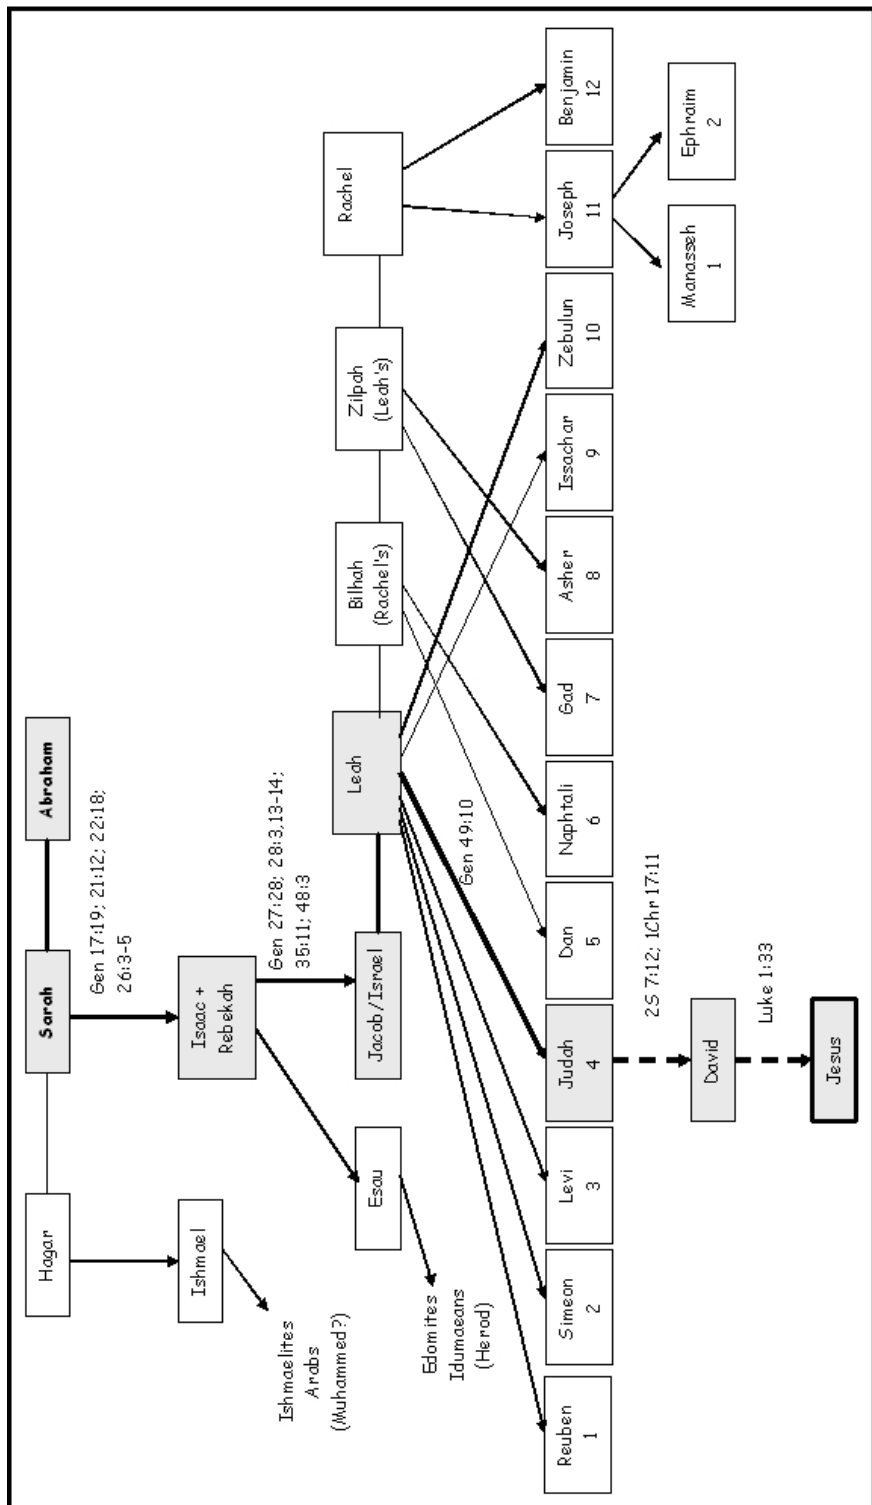 Hagar
Sarah
Abraham
Gen 17:19; 21:12; 22:18;
26:3-5
Ishmael
Isaac +
Rebekah
Ishmaelites
Arabs
(Muhammed?)
Gen 27:28; 28:3,13-14;
35:11; 48:3
Esau
Jacob/Israel
Leah
Bilhah
(Rachel's)
Zilpah
(Leah's)
Rachel
Edomites
Idumaeans
(Herod)
Gen 49:10
Reuben
1
Simeon
2
Levi
3
Judah
4
Dan
5
Naphtali
6
Gad
7
Asher
8
Issachar
9
Zebulun
10
Joseph
11
Benjamin
12
2S 7:12; 1Chr 17:11
Manasseh
1
Ephraim
2
David
Luke 1:33
Jesus